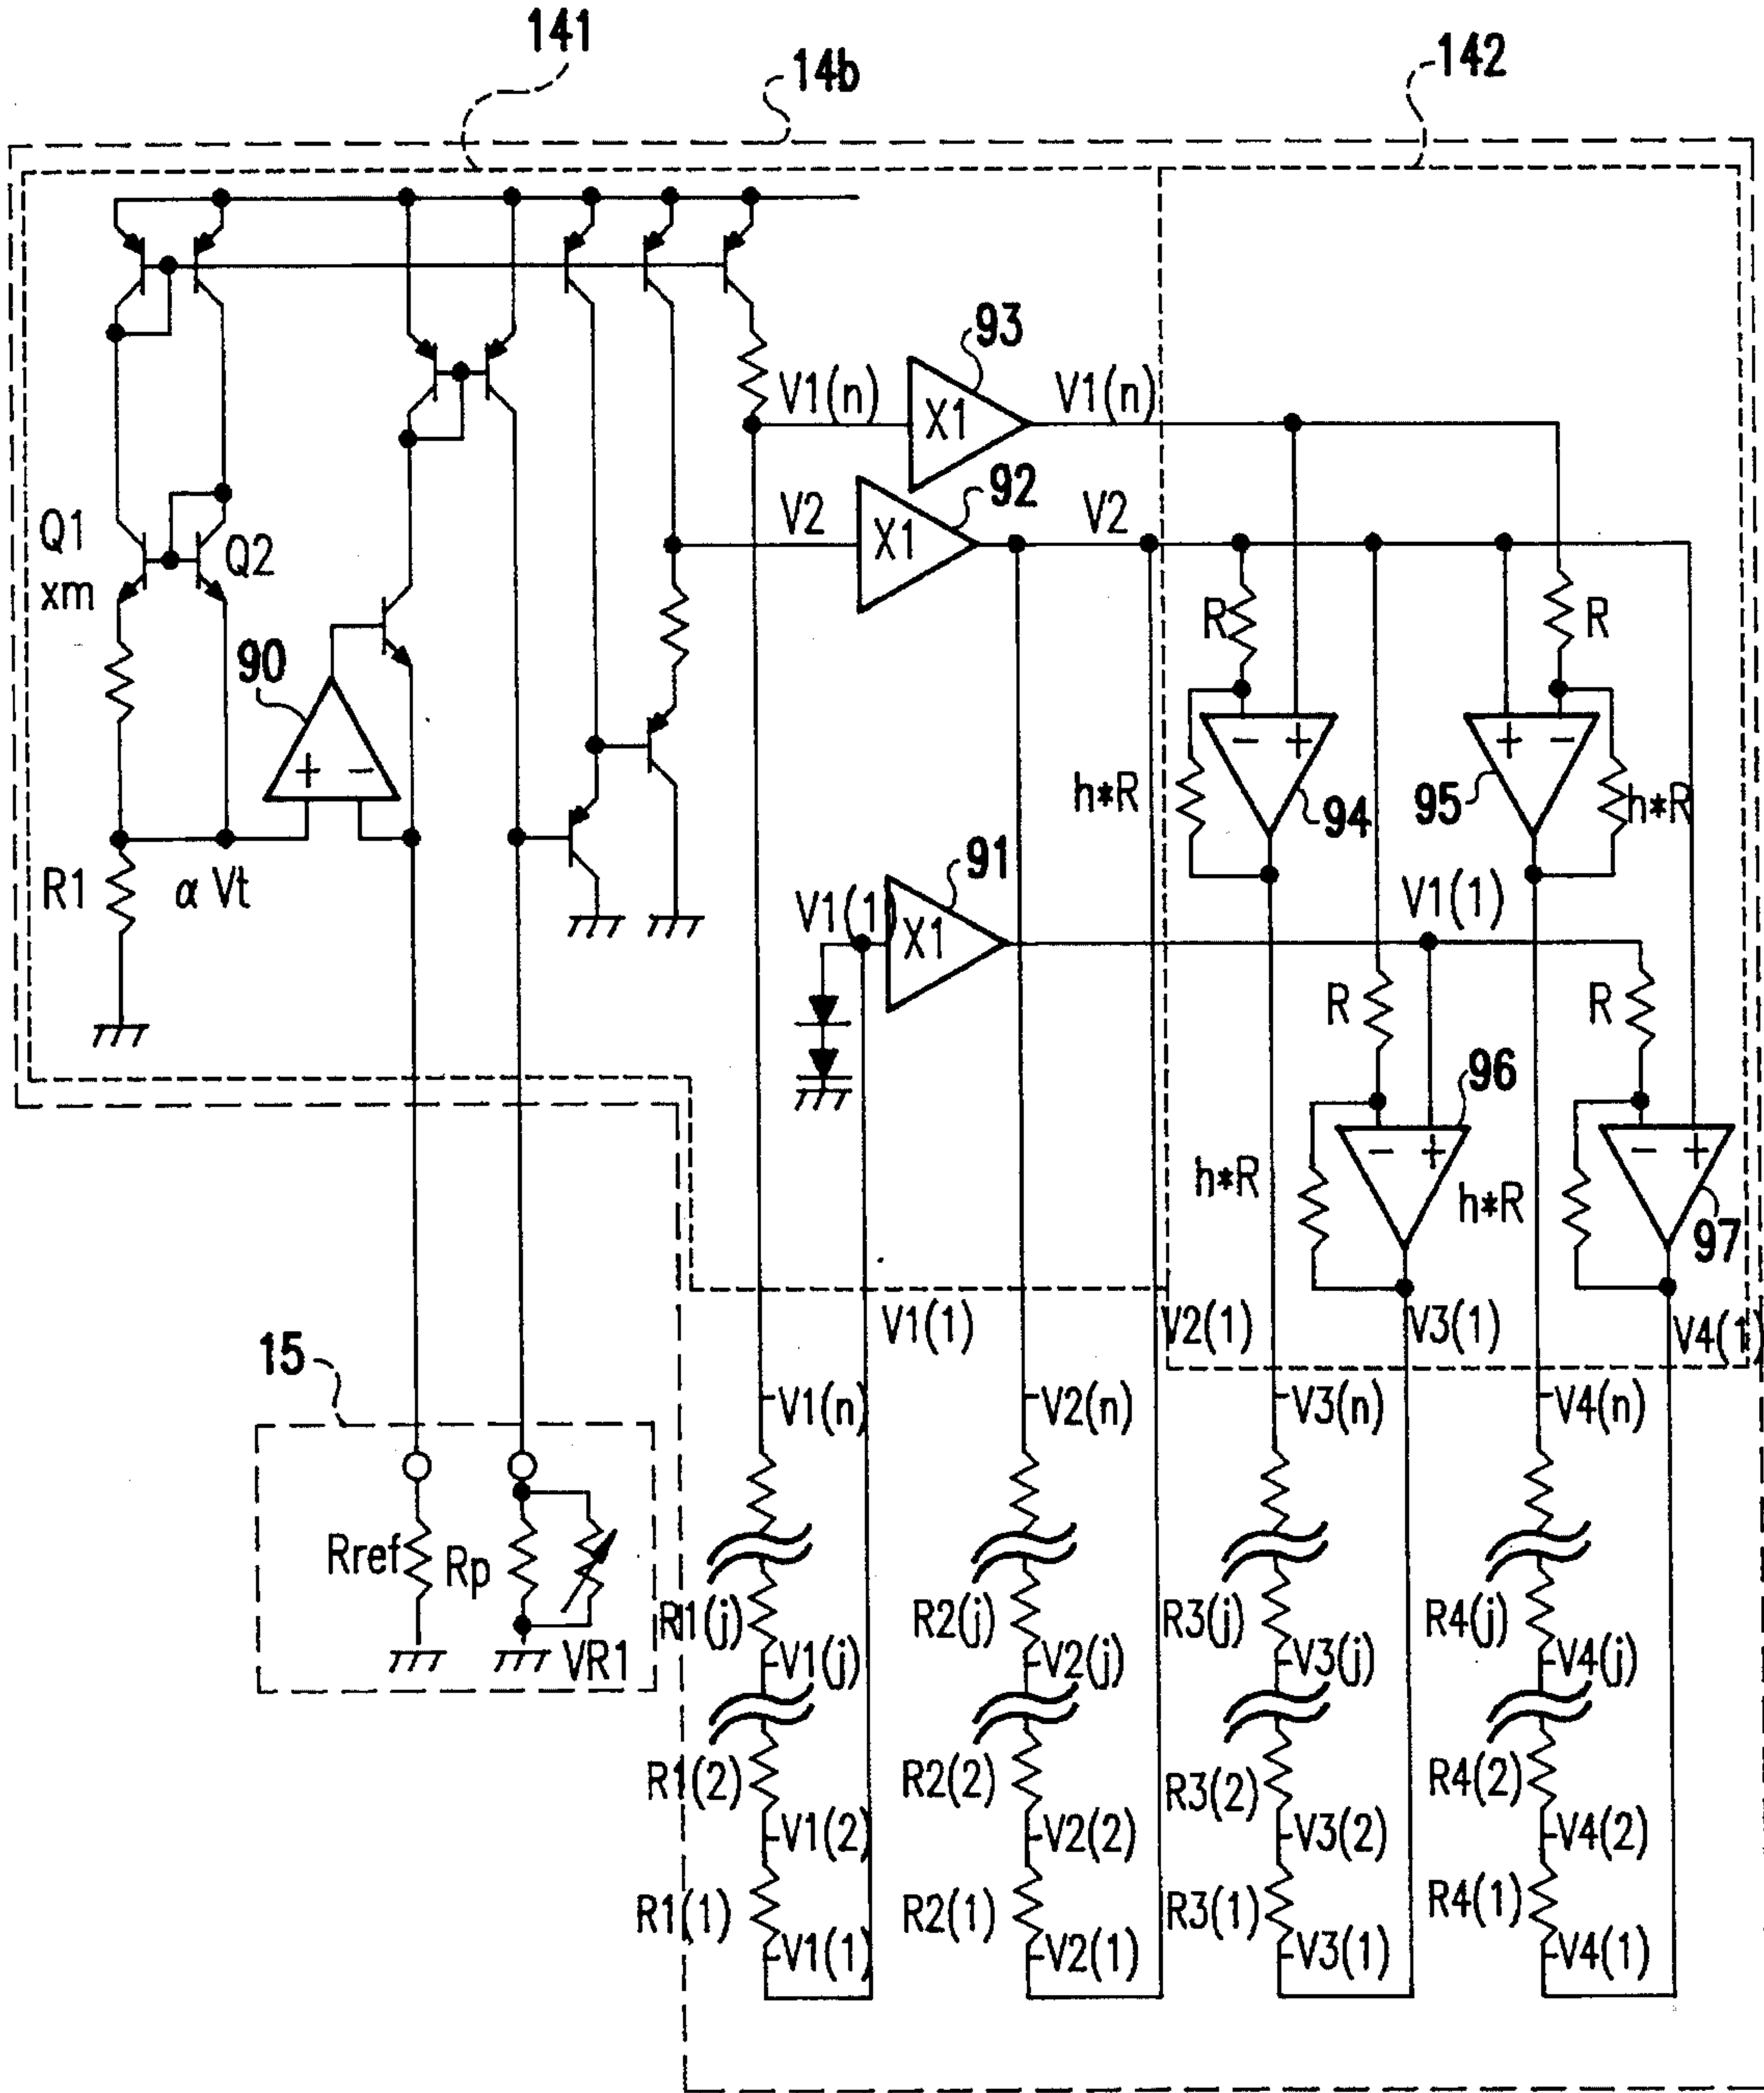 141
14b
142
93
V1(n)
V1(n)
X1
92
V2
V2
X1
Q1
xm
Q2
R
R
90
+ -
- +
+ -
h*R
94
95
h*R
R1
α Vt
91
V1(1)
X1
V1(1)
R
R
96
- +
- +
h*R
h*R
97
V1(1)
V2(1)
V3(1)
V4(1)
15
V1(n)
V2(n)
V3(n)
V4(n)
Rref
Rp
VR1
R1(j)
R2(j)
R3(j)
R4(j)
V1(j)
V2(j)
V3(j)
V4(j)
R1(2)
R2(2)
R3(2)
R4(2)
V1(2)
V2(2)
V3(2)
V4(2)
R1(1)
R2(1)
R3(1)
R4(1)
V1(1)
V2(1)
V3(1)
V4(1)